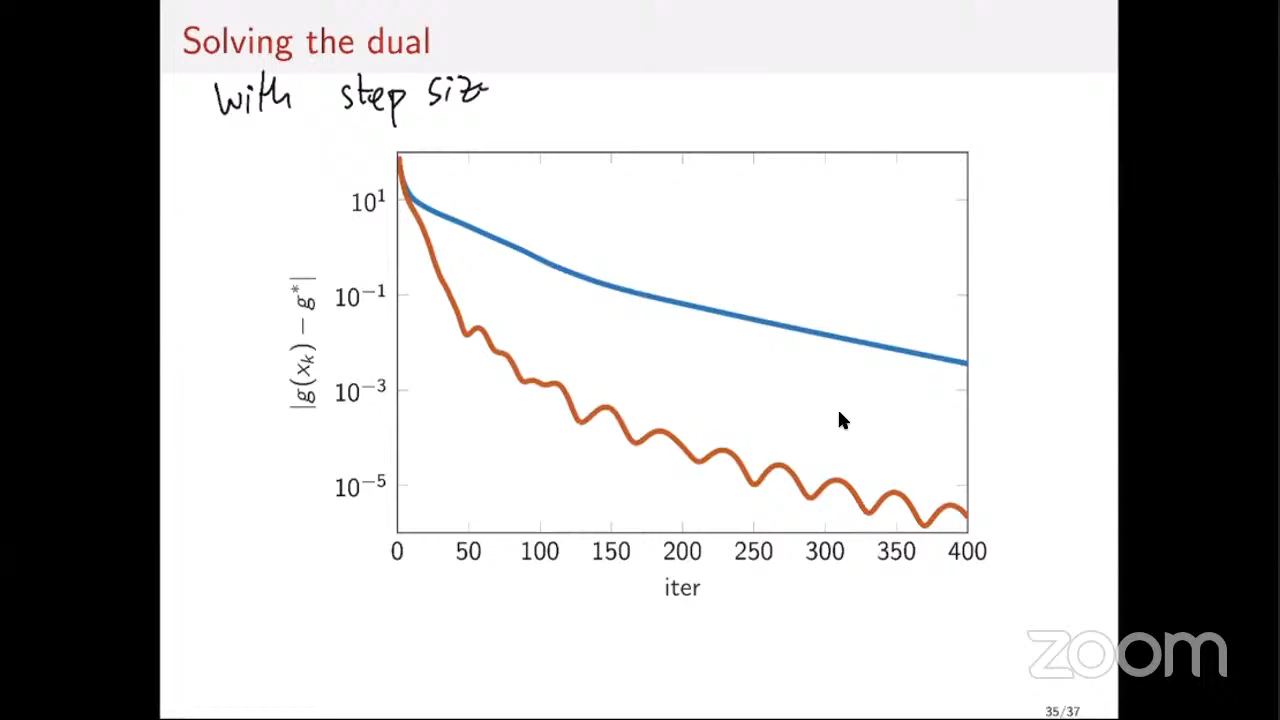 Solving the dual
with step size
10^1
10^-1
10^-3
10^-5
|g(x_k) − g*|
0 50 100 150 200 250 300 350 400
iter
zoom
35/37